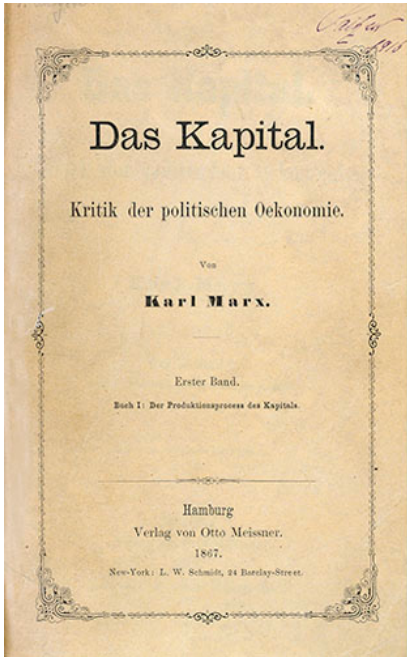 1915
Das Kapital.
Kritik der politischen Oekonomie.
Von
Karl Marx.
Erster Band.
Buch I: Der Produktionsprocess des Kapitals.
Hamburg
Verlag von Otto Meissner.
1867.
New-York: L. W. Schmidt, 24 Barclay-Street.